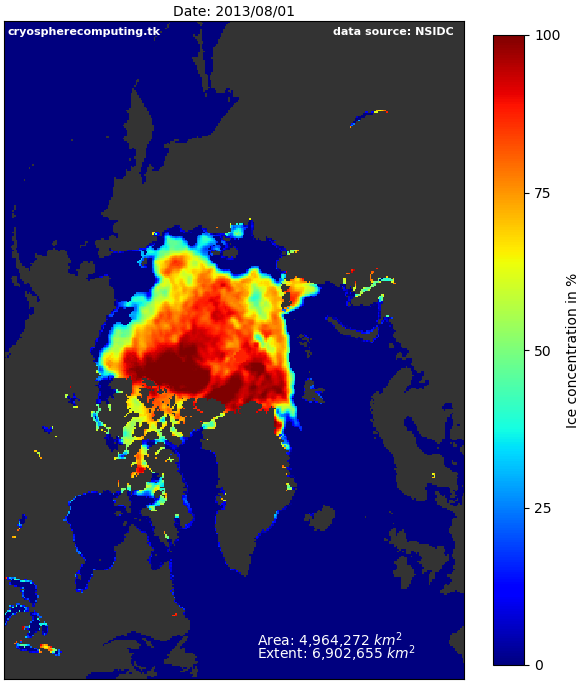 Date: 2013/08/01
cryospherecomputing.tk data source: NSIDC
100
75
50
25
0
Ice concentration in %
Area: 4,964,272 km²
Extent: 6,902,655 km²